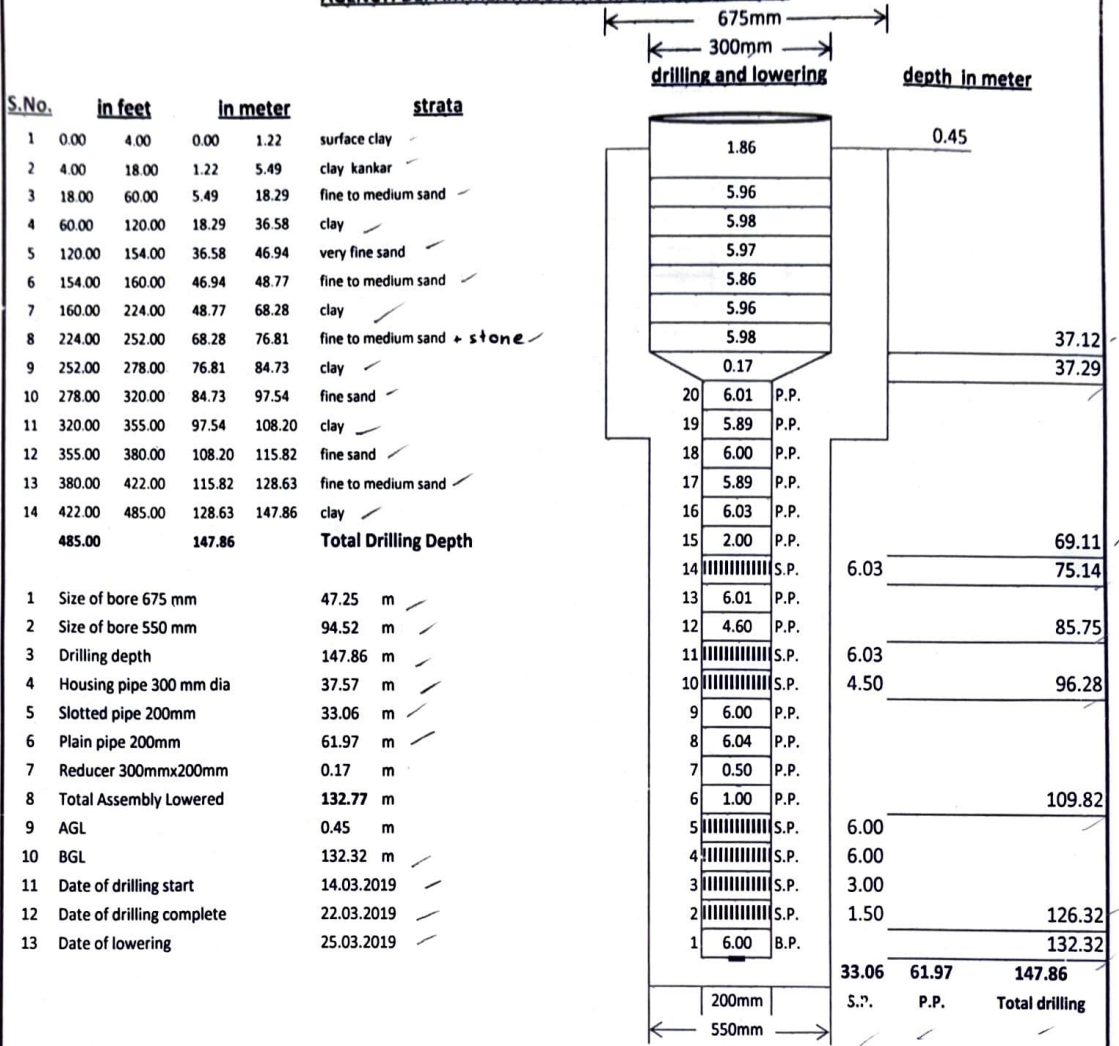 675mm
300mm
drilling and lowering depth in meter
S.No. in feet in meter strata
1 0.00 4.00 0.00 1.22 surface clay
2 4.00 18.00 1.22 5.49 clay kankar
3 18.00 60.00 5.49 18.29 fine to medium sand
4 60.00 120.00 18.29 36.58 clay
5 120.00 154.00 36.58 46.94 very fine sand
6 154.00 160.00 46.94 48.77 fine to medium sand
7 160.00 224.00 48.77 68.28 clay
8 224.00 252.00 68.28 76.81 fine to medium sand + stone
9 252.00 278.00 76.81 84.73 clay
10 278.00 320.00 84.73 97.54 fine sand
11 320.00 355.00 97.54 108.20 clay
12 355.00 380.00 108.20 115.82 fine sand
13 380.00 422.00 115.82 128.63 fine to medium sand
14 422.00 485.00 128.63 147.86 clay
485.00 147.86 Total Drilling Depth
1 Size of bore 675 mm 47.25 m
2 Size of bore 550 mm 94.52 m
3 Drilling depth 147.86 m
4 Housing pipe 300 mm dia 37.57 m
5 Slotted pipe 200mm 33.06 m
6 Plain pipe 200mm 61.97 m
7 Reducer 300mmx200mm 0.17 m
8 Total Assembly Lowered 132.77 m
9 AGL 0.45 m
10 BGL 132.32 m
11 Date of drilling start 14.03.2019
12 Date of drilling complete 22.03.2019
13 Date of lowering 25.03.2019
1.86 0.45
5.96
5.98
5.97
5.86
5.96
5.98 37.12
0.17 37.29
20 6.01 P.P.
19 5.89 P.P.
18 6.00 P.P.
17 5.89 P.P.
16 6.03 P.P.
15 2.00 P.P. 69.11
14 S.P. 6.03 75.14
13 6.01 P.P.
12 4.60 P.P. 85.75
11 S.P. 6.03
10 S.P. 4.50 96.28
9 6.00 P.P.
8 6.04 P.P.
7 0.50 P.P.
6 1.00 P.P. 109.82
5 S.P. 6.00
4 S.P. 6.00
3 S.P. 3.00
2 S.P. 1.50 126.32
1 6.00 B.P. 132.32
33.06 61.97 147.86
200mm S.P. P.P. Total drilling
550mm